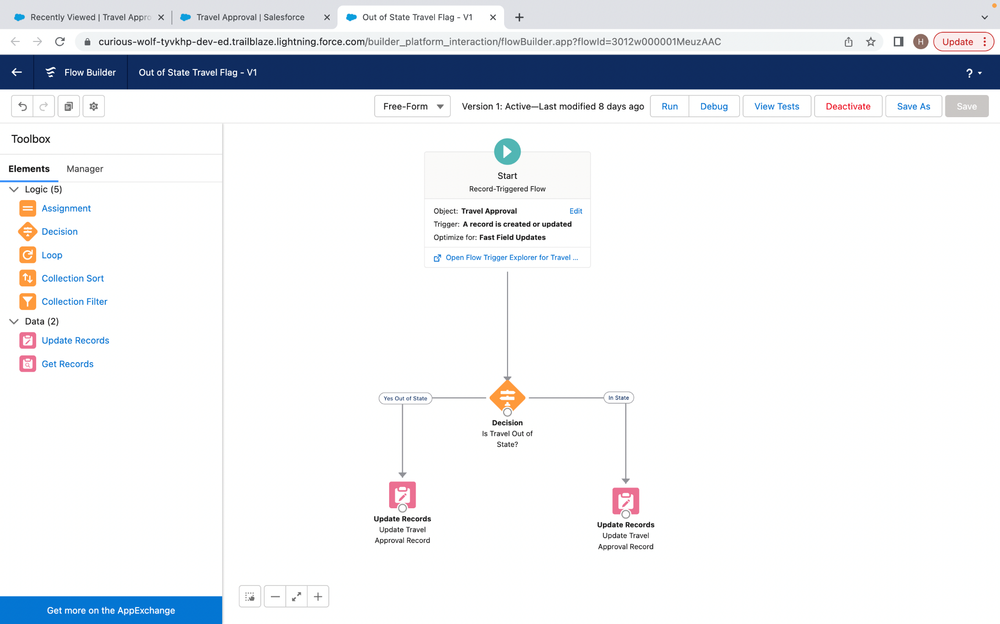 Recently Viewed | Travel Appro
Travel Approval | Salesforce
Out of State Travel Flag - V1
curious-wolf-tyvkhp-dev-ed.trailblaze.lightning.force.com/builder_platform_interaction/flowBuilder.app?flowId=3012w000001MeuzAAC
H
Update
Flow Builder
Out of State Travel Flag - V1
?
Free-Form
Version 1: Active—Last modified 8 days ago
Run
Debug
View Tests
Deactivate
Save As
Save
Toolbox
Elements
Manager
Logic (5)
Assignment
Decision
Loop
Collection Sort
Collection Filter
Data (2)
Update Records
Get Records
Get more on the AppExchange
Start
Record-Triggered Flow
Object: Travel Approval
Edit
Trigger: A record is created or updated
Optimize for: Fast Field Updates
Open Flow Trigger Explorer for Travel ...
Yes Out of State
In State
Decision
Is Travel Out of
State?
Update Records
Update Travel
Approval Record
Update Records
Update Travel
Approval Record